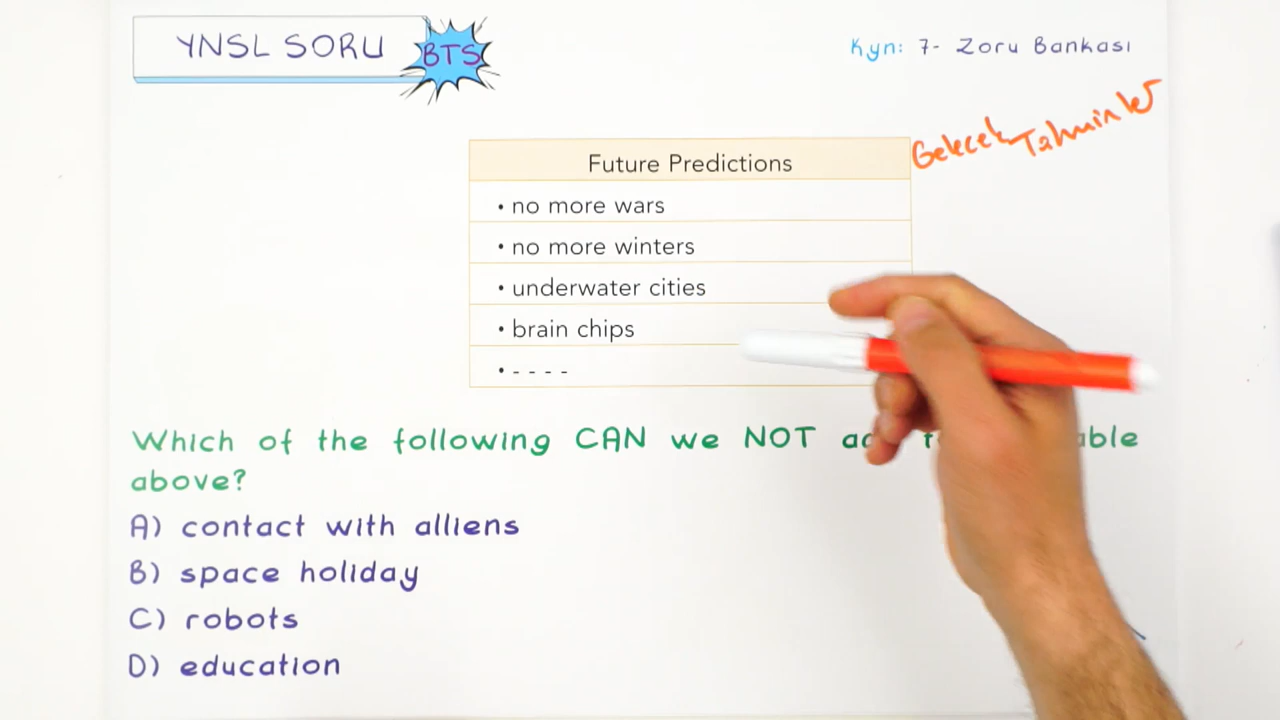 YNSL SORU
BTS
Kyn: 7- Zoru Bankası
Gelecek Tahminler
Future Predictions
• no more wars
• no more winters
• underwater cities
• brain chips
• - - - -
Which of the following CAN we NOT
above?
A) contact with alliens
B) space holiday
C) robots
D) education